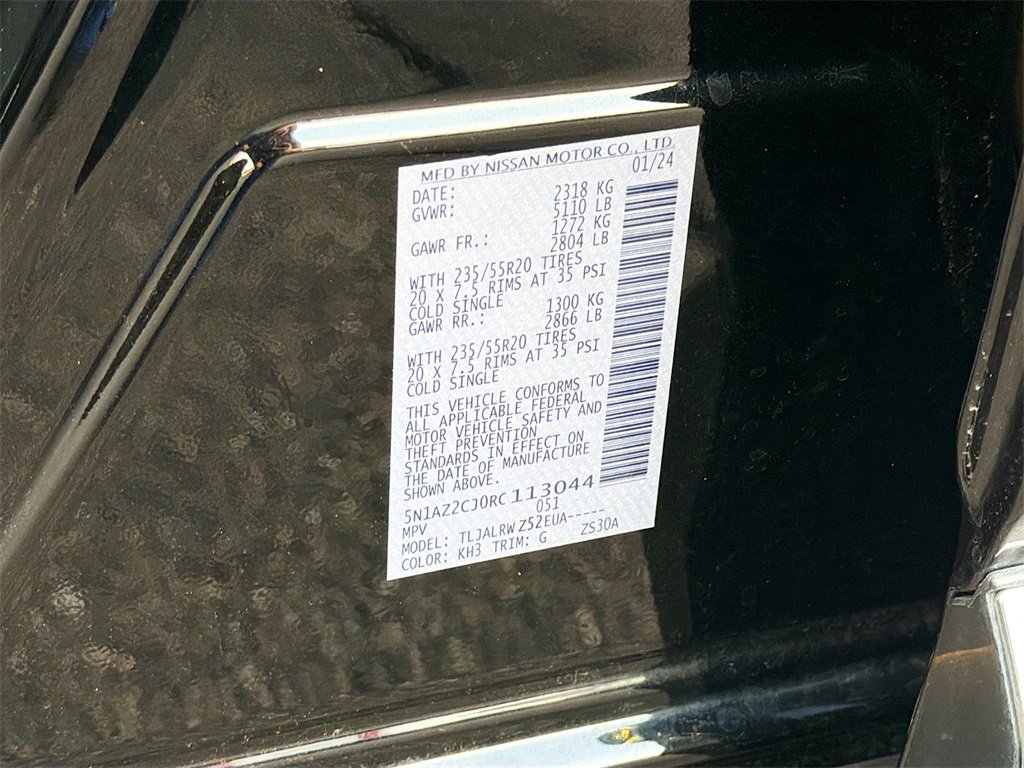 MFD BY NISSAN MOTOR CO., LTD.
DATE: 01/24
GVWR: 2318 KG
5110 LB
GAWR FR.: 1272 KG
2804 LB
WITH 235/55R20 TIRES
20 X 7.5 RIMS AT 35 PSI
COLD SINGLE
GAWR RR.: 1300 KG
2866 LB
WITH 235/55R20 TIRES
20 X 7.5 RIMS AT 35 PSI
COLD SINGLE
THIS VEHICLE CONFORMS TO
ALL APPLICABLE FEDERAL
MOTOR VEHICLE SAFETY AND
THEFT PREVENTION
STANDARDS IN EFFECT ON
THE DATE OF MANUFACTURE
SHOWN ABOVE.
5N1AZ2CJ0RC113044
MPV 051
MODEL: TLJALRWZ52EUA-----
COLOR: KH3 TRIM: G ZS30A